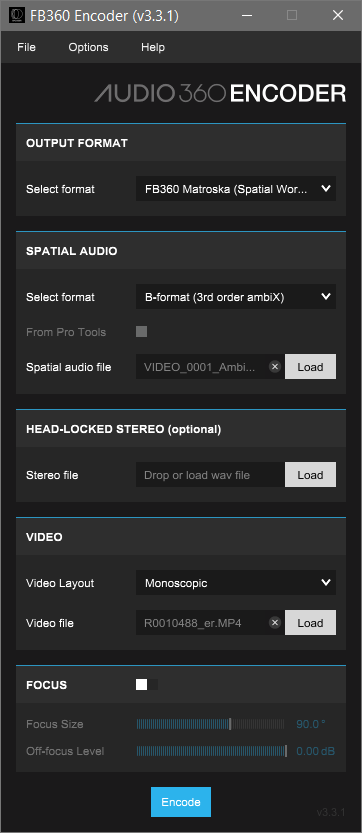 FB360 Encoder (v3.3.1)
File Options Help
AUDIO360 ENCODER
OUTPUT FORMAT
Select format FB360 Matroska (Spatial Wor...
SPATIAL AUDIO
Select format B-format (3rd order ambiX)
From Pro Tools
Spatial audio file VIDEO_0001_Ambi... Load
HEAD-LOCKED STEREO (optional)
Stereo file Drop or load wav file Load
VIDEO
Video Layout Monoscopic
Video file R0010488_er.MP4 Load
FOCUS
Focus Size 90.0 °
Off-focus Level 0.00 dB
Encode
v3.3.1